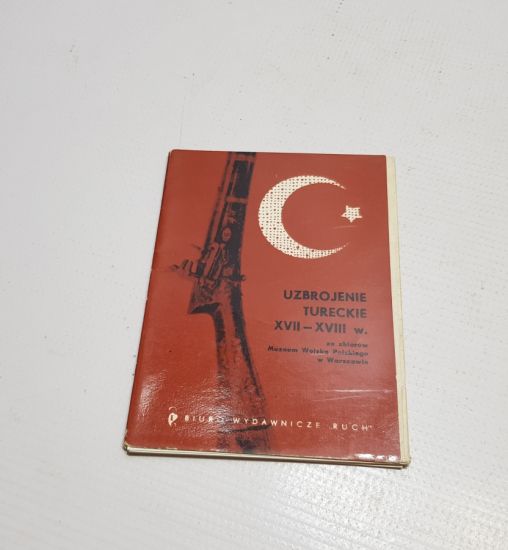 UZBROJENIE
TURECKIE
XVII – XVIII w.
ze zbiorów
Muzeum Wojska Polskiego
w Warszawie
BIURO WYDAWNICZE „RUCH"